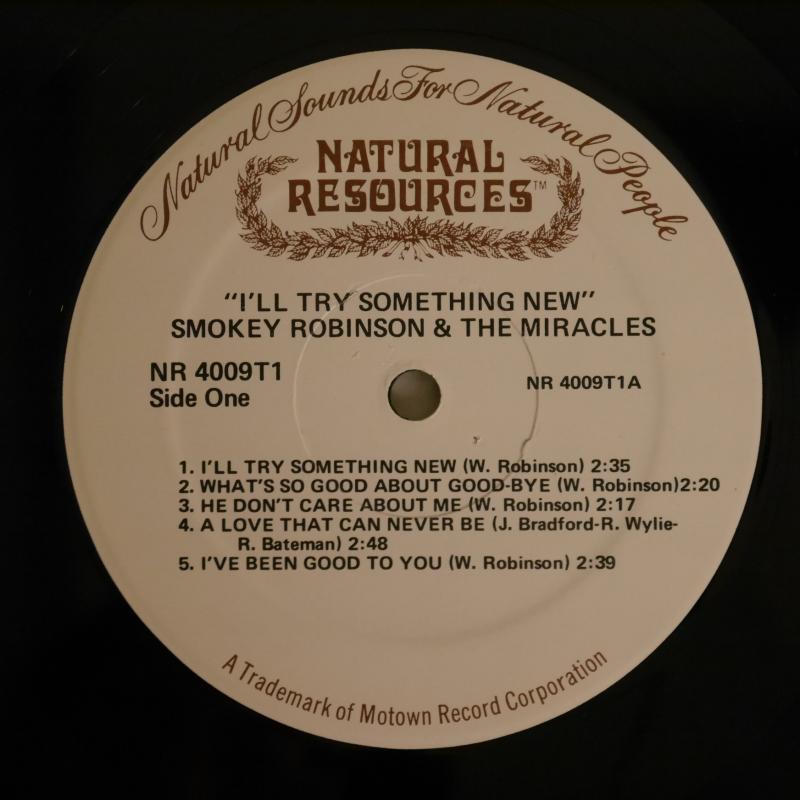 Natural Sounds For Natural People
NATURAL
RESOURCES™
"I'LL TRY SOMETHING NEW"
SMOKEY ROBINSON & THE MIRACLES
NR 4009T1
Side One
NR 4009T1A
1. I'LL TRY SOMETHING NEW (W. Robinson) 2:35
2. WHAT'S SO GOOD ABOUT GOOD-BYE (W. Robinson)2:20
3. HE DON'T CARE ABOUT ME (W. Robinson) 2:17
4. A LOVE THAT CAN NEVER BE (J. Bradford-R. Wylie-
R. Bateman) 2:48
5. I'VE BEEN GOOD TO YOU (W. Robinson) 2:39
A Trademark of Motown Record Corporation